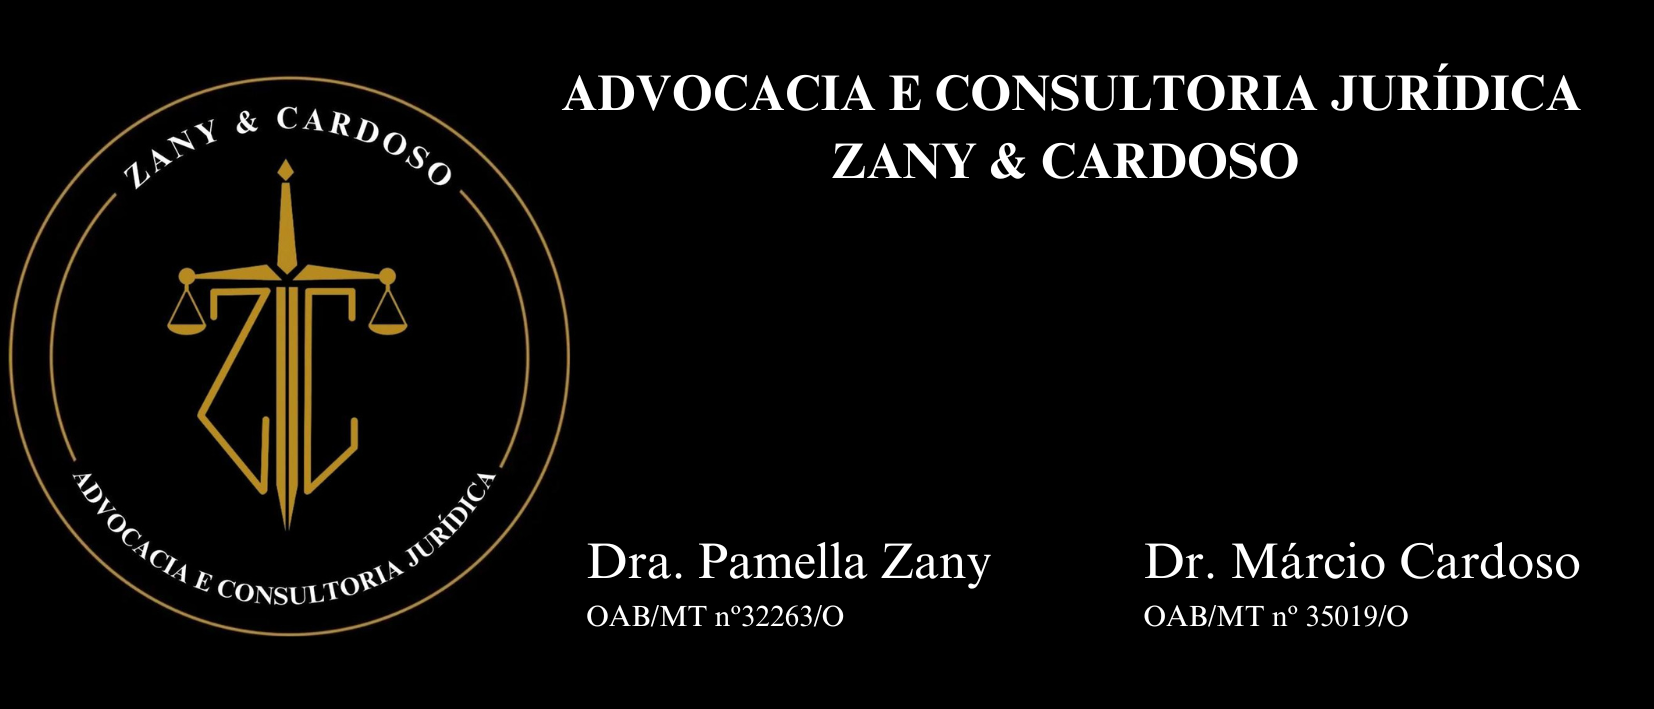 ZANY & CARDOSO
ADVOCACIA E CONSULTORIA JURÍDICA
ADVOCACIA E CONSULTORIA JURÍDICA
ZANY & CARDOSO
Dra. Pamella Zany
OAB/MT nº32263/O
Dr. Márcio Cardoso
OAB/MT nº 35019/O